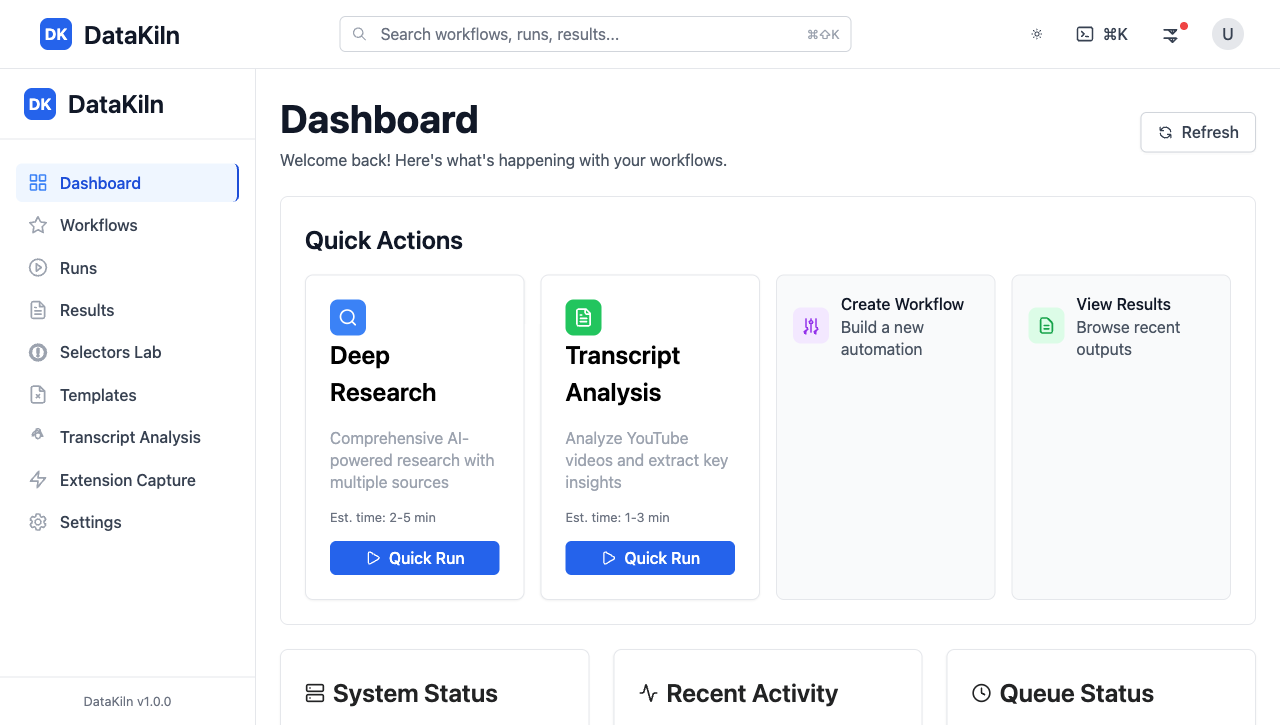 DK DataKiln
Search workflows, runs, results... ⌘⇧K
⌘K
U
DK DataKiln
Dashboard
Workflows
Runs
Results
Selectors Lab
Templates
Transcript Analysis
Extension Capture
Settings
DataKiln v1.0.0
Dashboard
Welcome back! Here's what's happening with your workflows.
Refresh
Quick Actions
Deep
Research
Comprehensive AI-
powered research with
multiple sources
Est. time: 2-5 min
Quick Run
Transcript
Analysis
Analyze YouTube
videos and extract key
insights
Est. time: 1-3 min
Quick Run
Create Workflow
Build a new
automation
View Results
Browse recent
outputs
System Status
Recent Activity
Queue Status